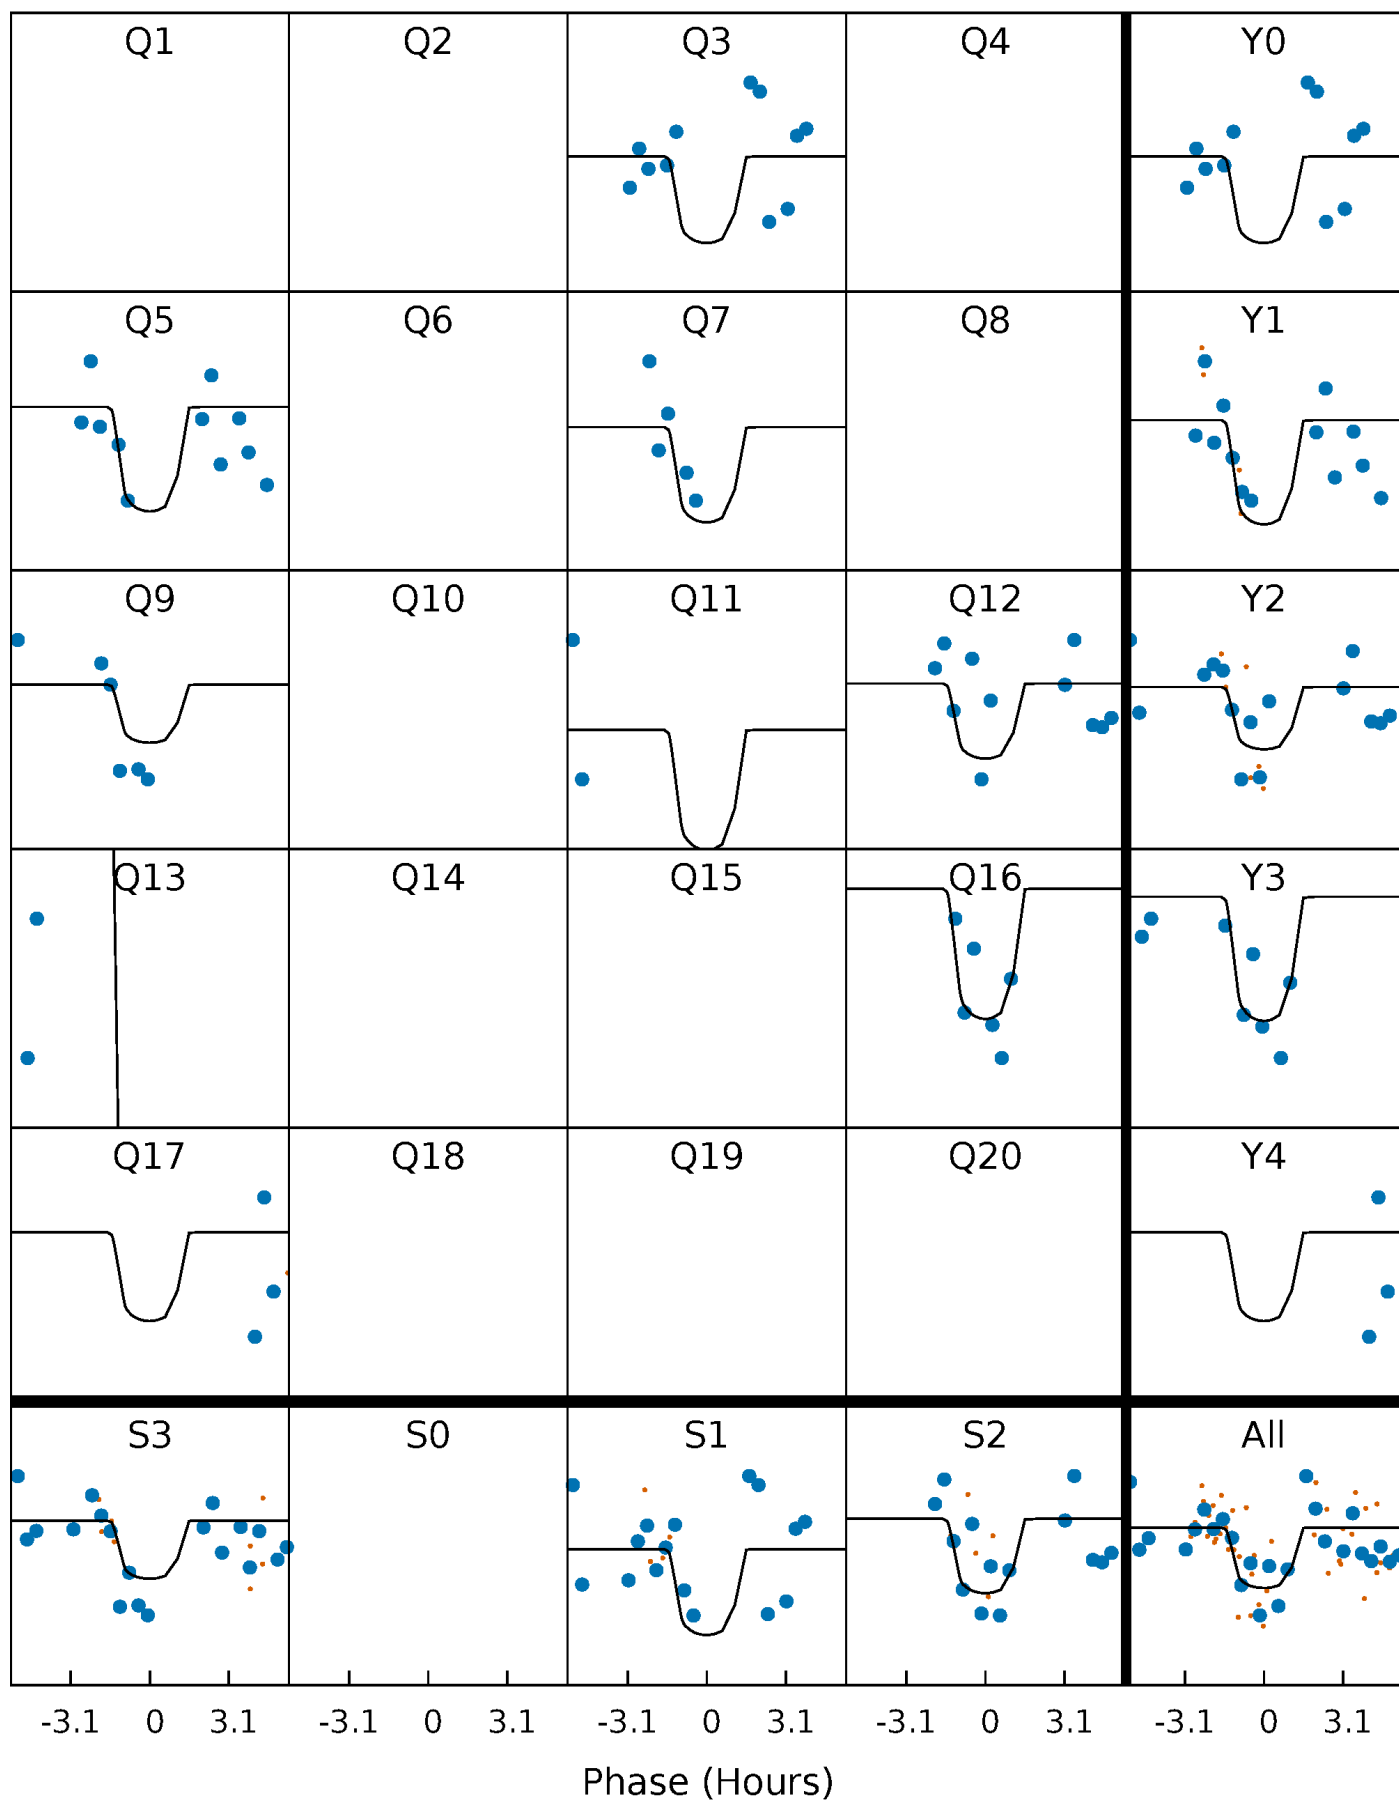 Q1 Q2 Q3 Q4 Y0
Q5 Q6 Q7 Q8 Y1
Q9 Q10 Q11 Q12 Y2
Q13 Q14 Q15 Q16 Y3
Q17 Q18 Q19 Q20 Y4
S3 S0 S1 S2 All
-3.1 0 3.1 -3.1 0 3.1 -3.1 0 3.1 -3.1 0 3.1 -3.1 0 3.1
Phase (Hours)